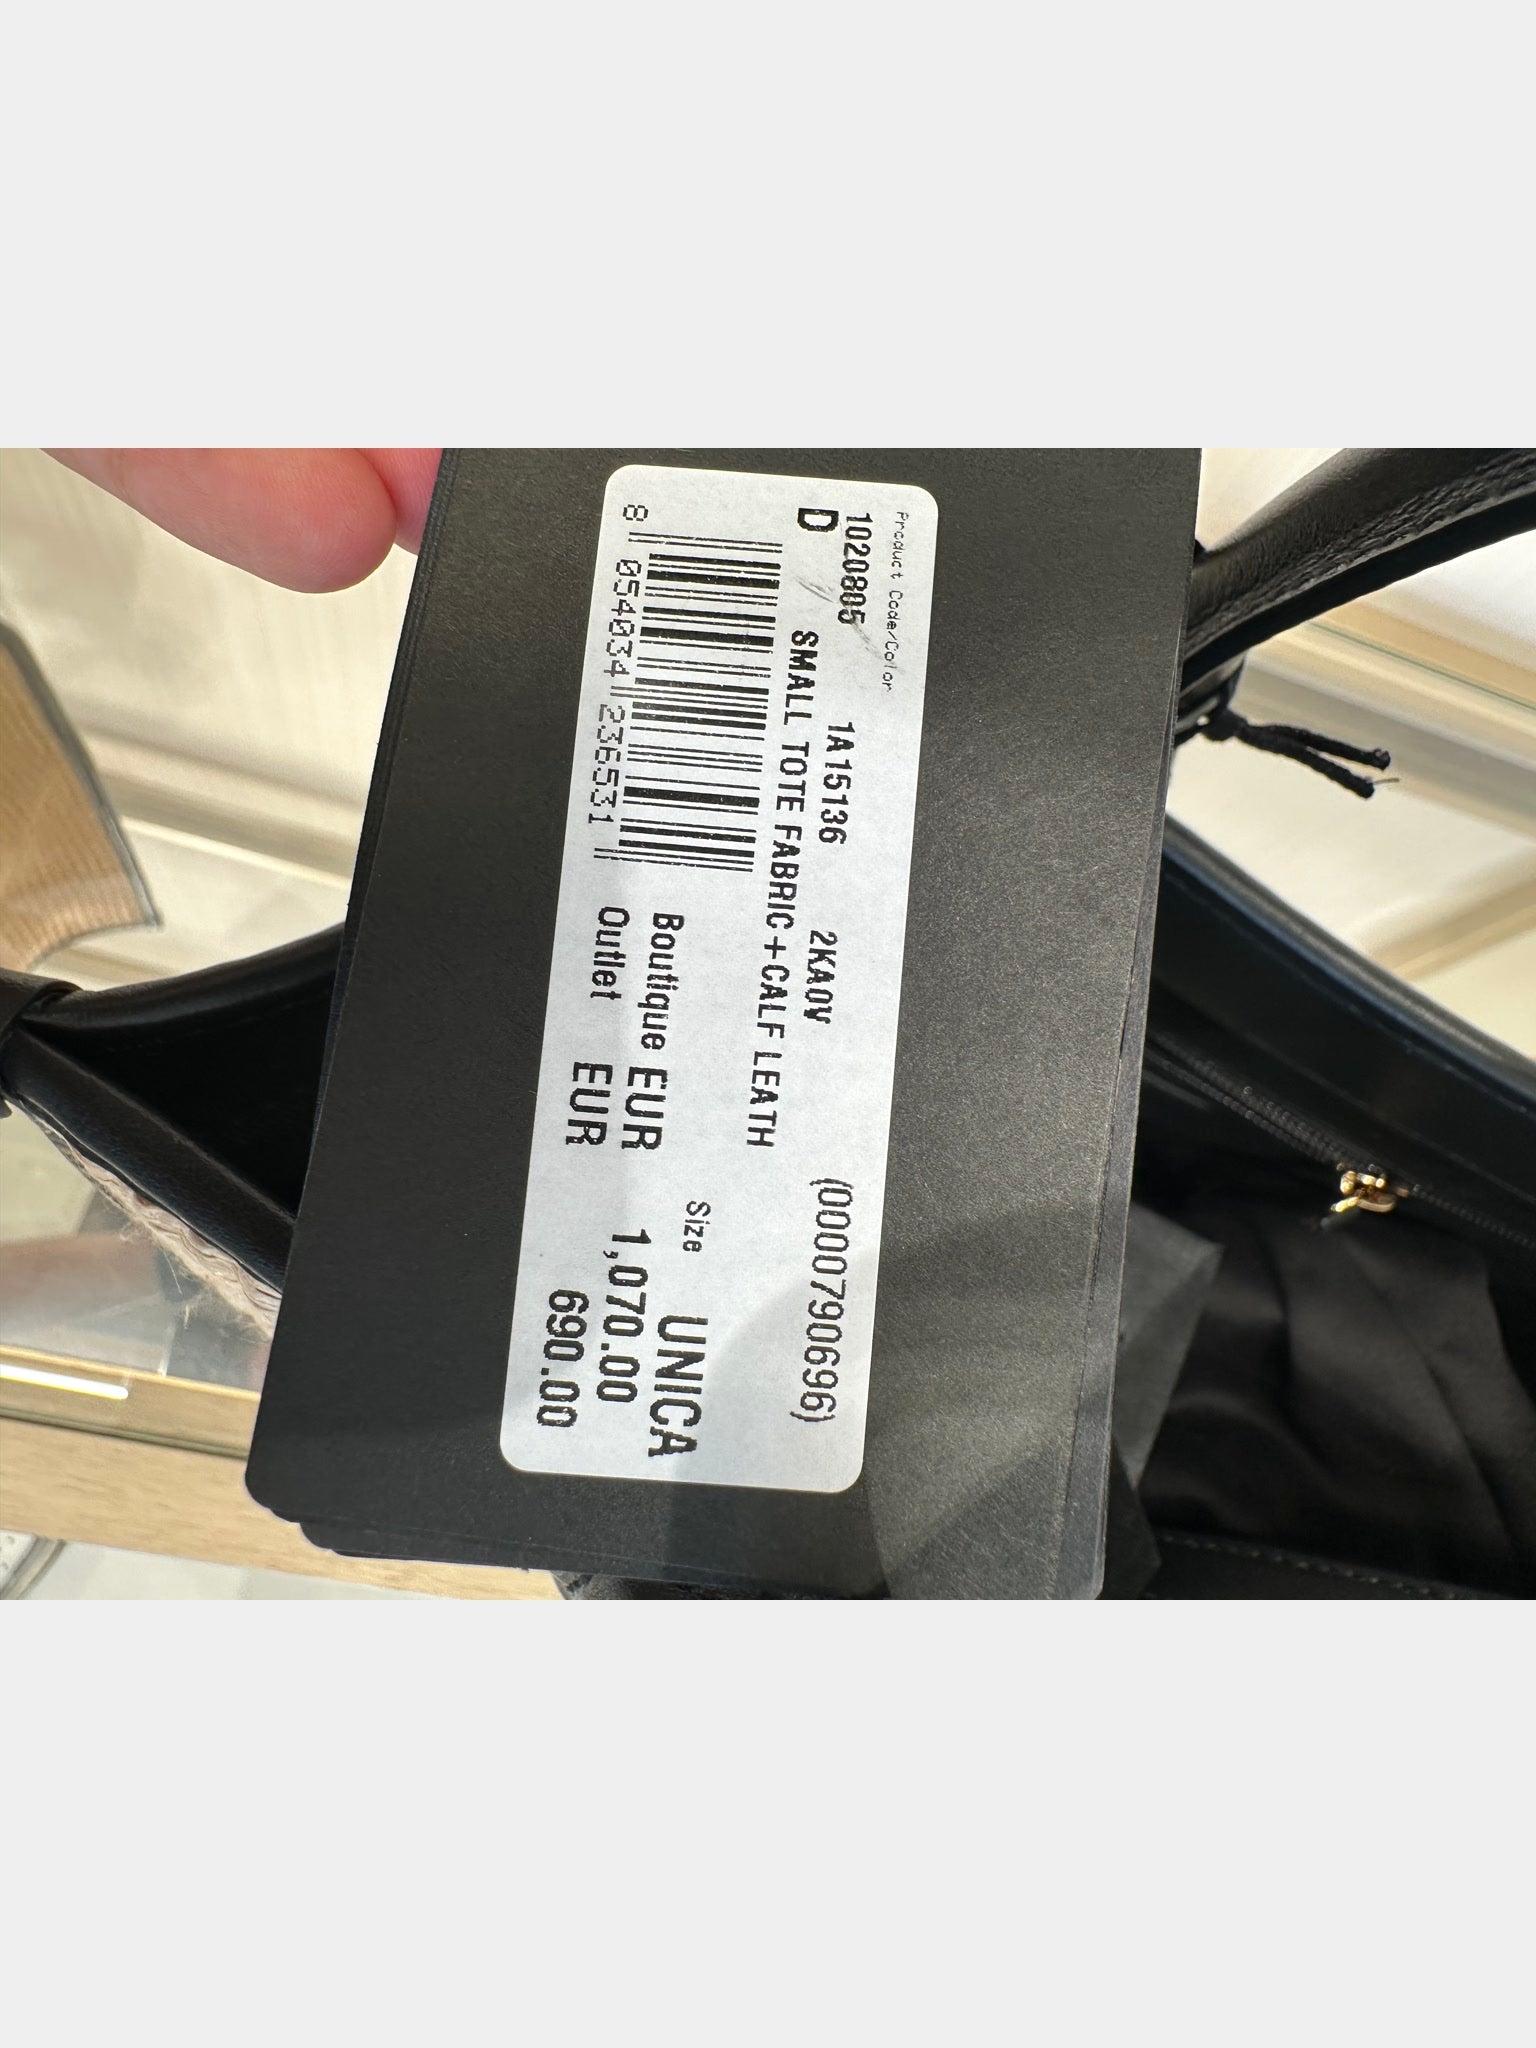 Product Code/Color
1020805 1A15136 2KA0V (0000790696)
D SMALL TOTE FABRIC+CALF LEATH
Size UNICA
Boutique EUR 1,070.00
Outlet EUR 690.00
8 054034 236531